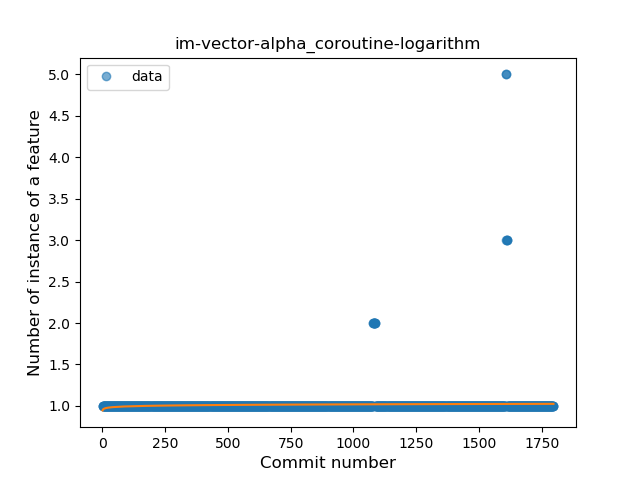 im-vector-alpha_coroutine-logarithm
data
Number of instance of a feature
5.0
4.5
4.0
3.5
3.0
2.5
2.0
1.5
1.0
0 250 500 750 1000 1250 1500 1750
Commit number